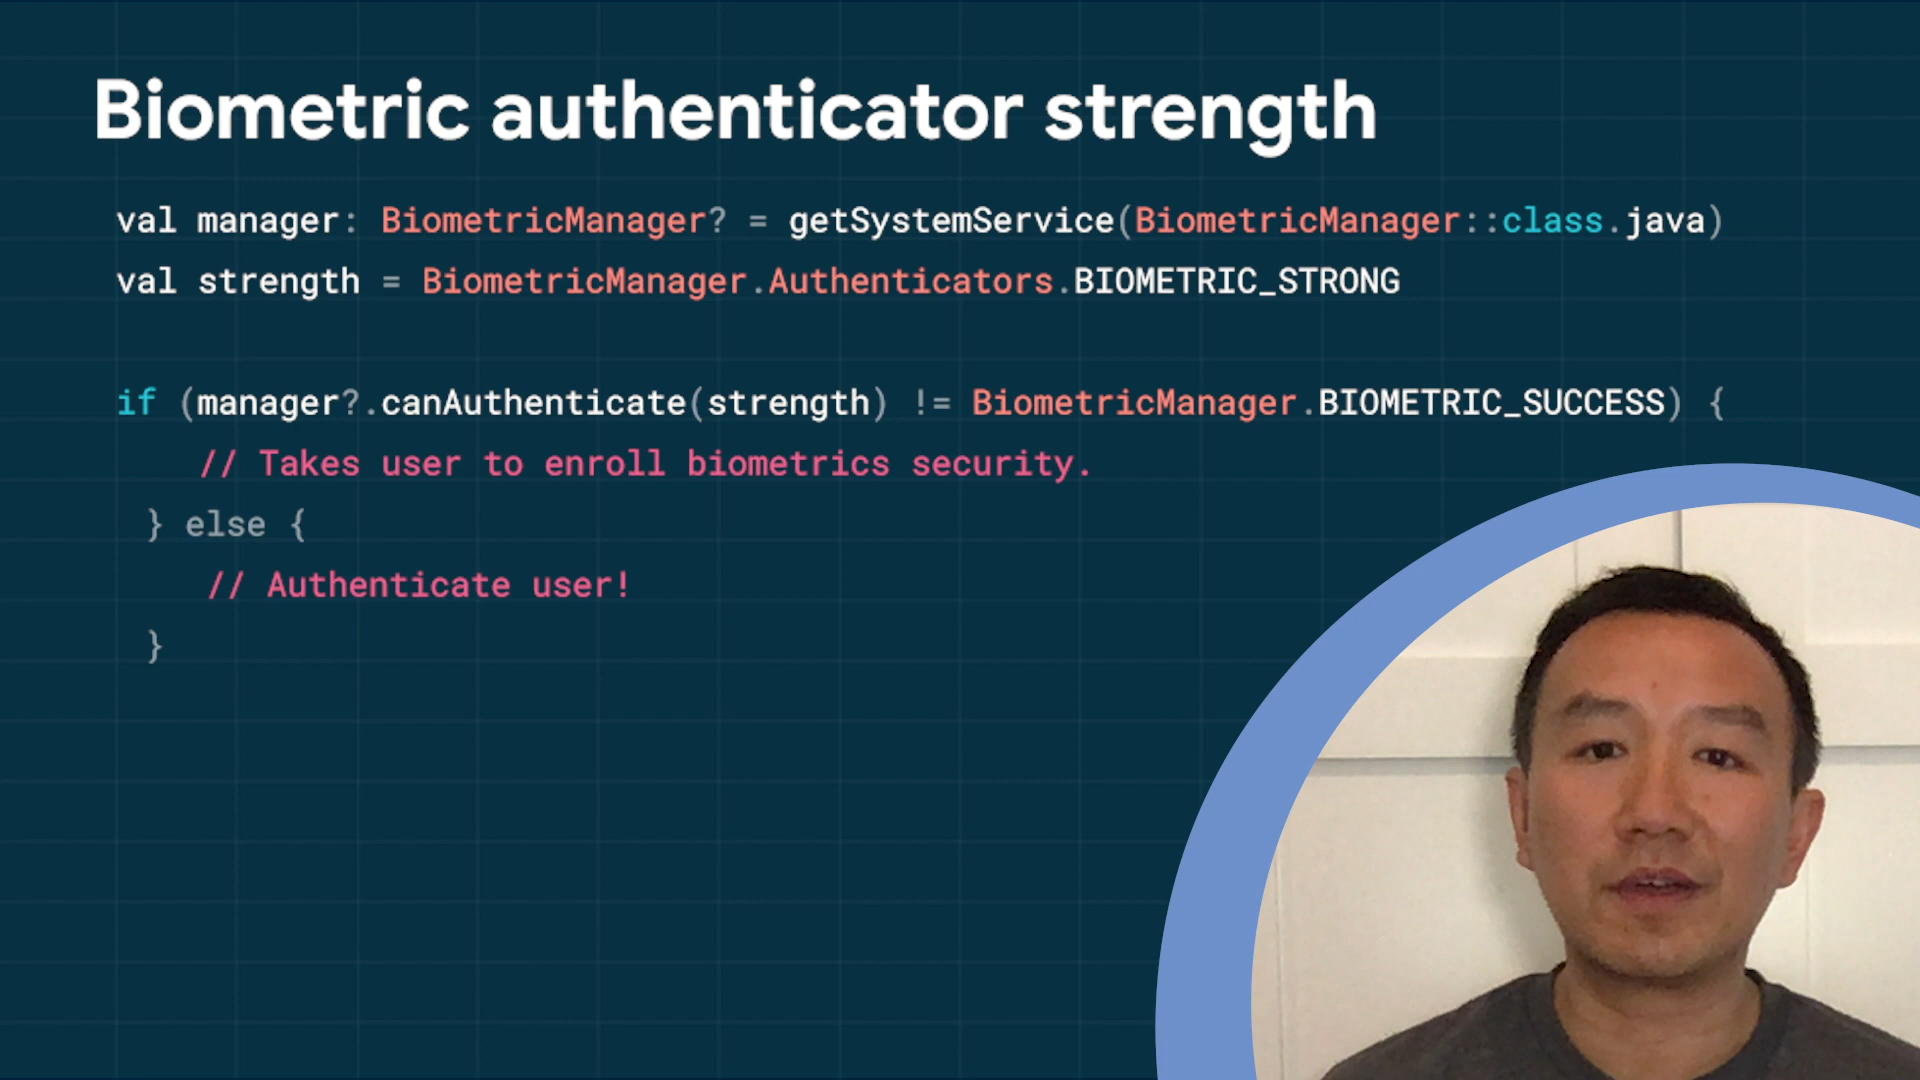 Biometric authenticator strength
val manager: BiometricManager? = getSystemService(BiometricManager::class.java)
val strength = BiometricManager.Authenticators.BIOMETRIC_STRONG
if (manager?.canAuthenticate(strength) != BiometricManager.BIOMETRIC_SUCCESS) {
// Takes user to enroll biometrics security.
} else {
// Authenticate user!
}